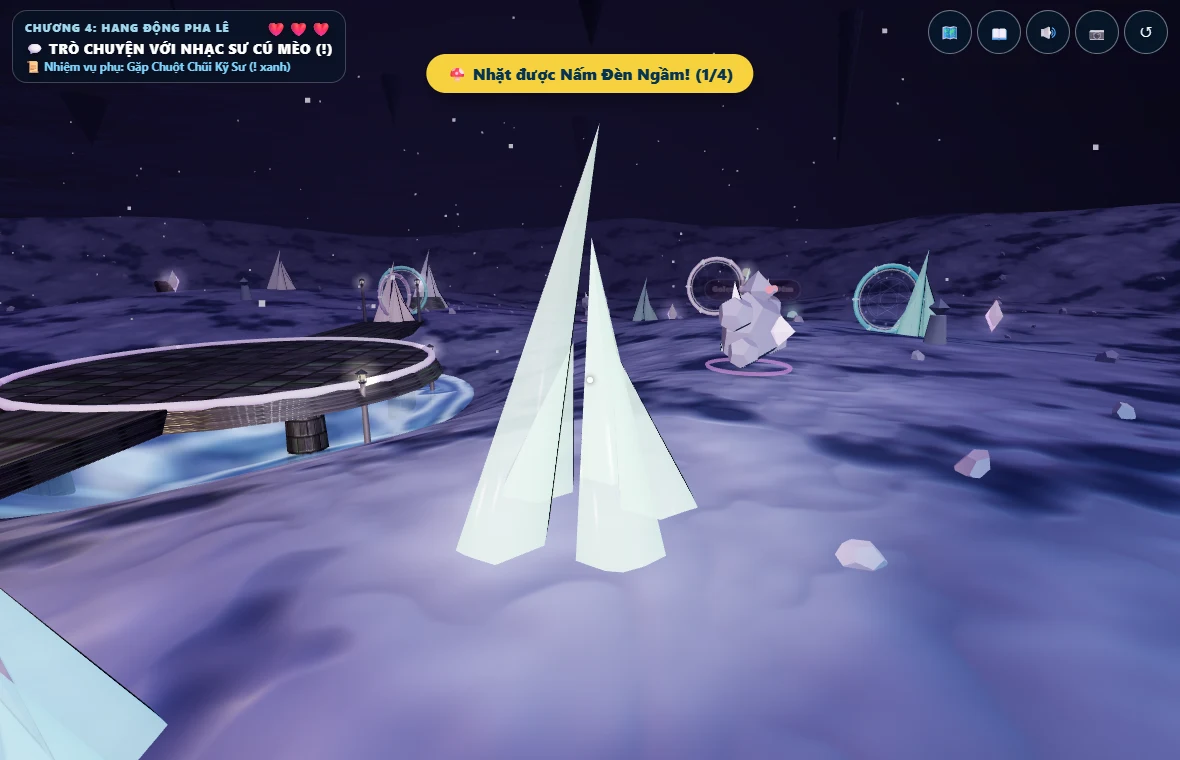 CHƯƠNG 4: HANG ĐỘNG PHA LÊ
TRÒ CHUYỆN VỚI NHẠC SƯ CÚ MÈO (!)
Nhiệm vụ phụ: Gặp Chuột Chũi Kỹ Sư (! xanh)
Nhặt được Nấm Đèn Ngầm! (1/4)